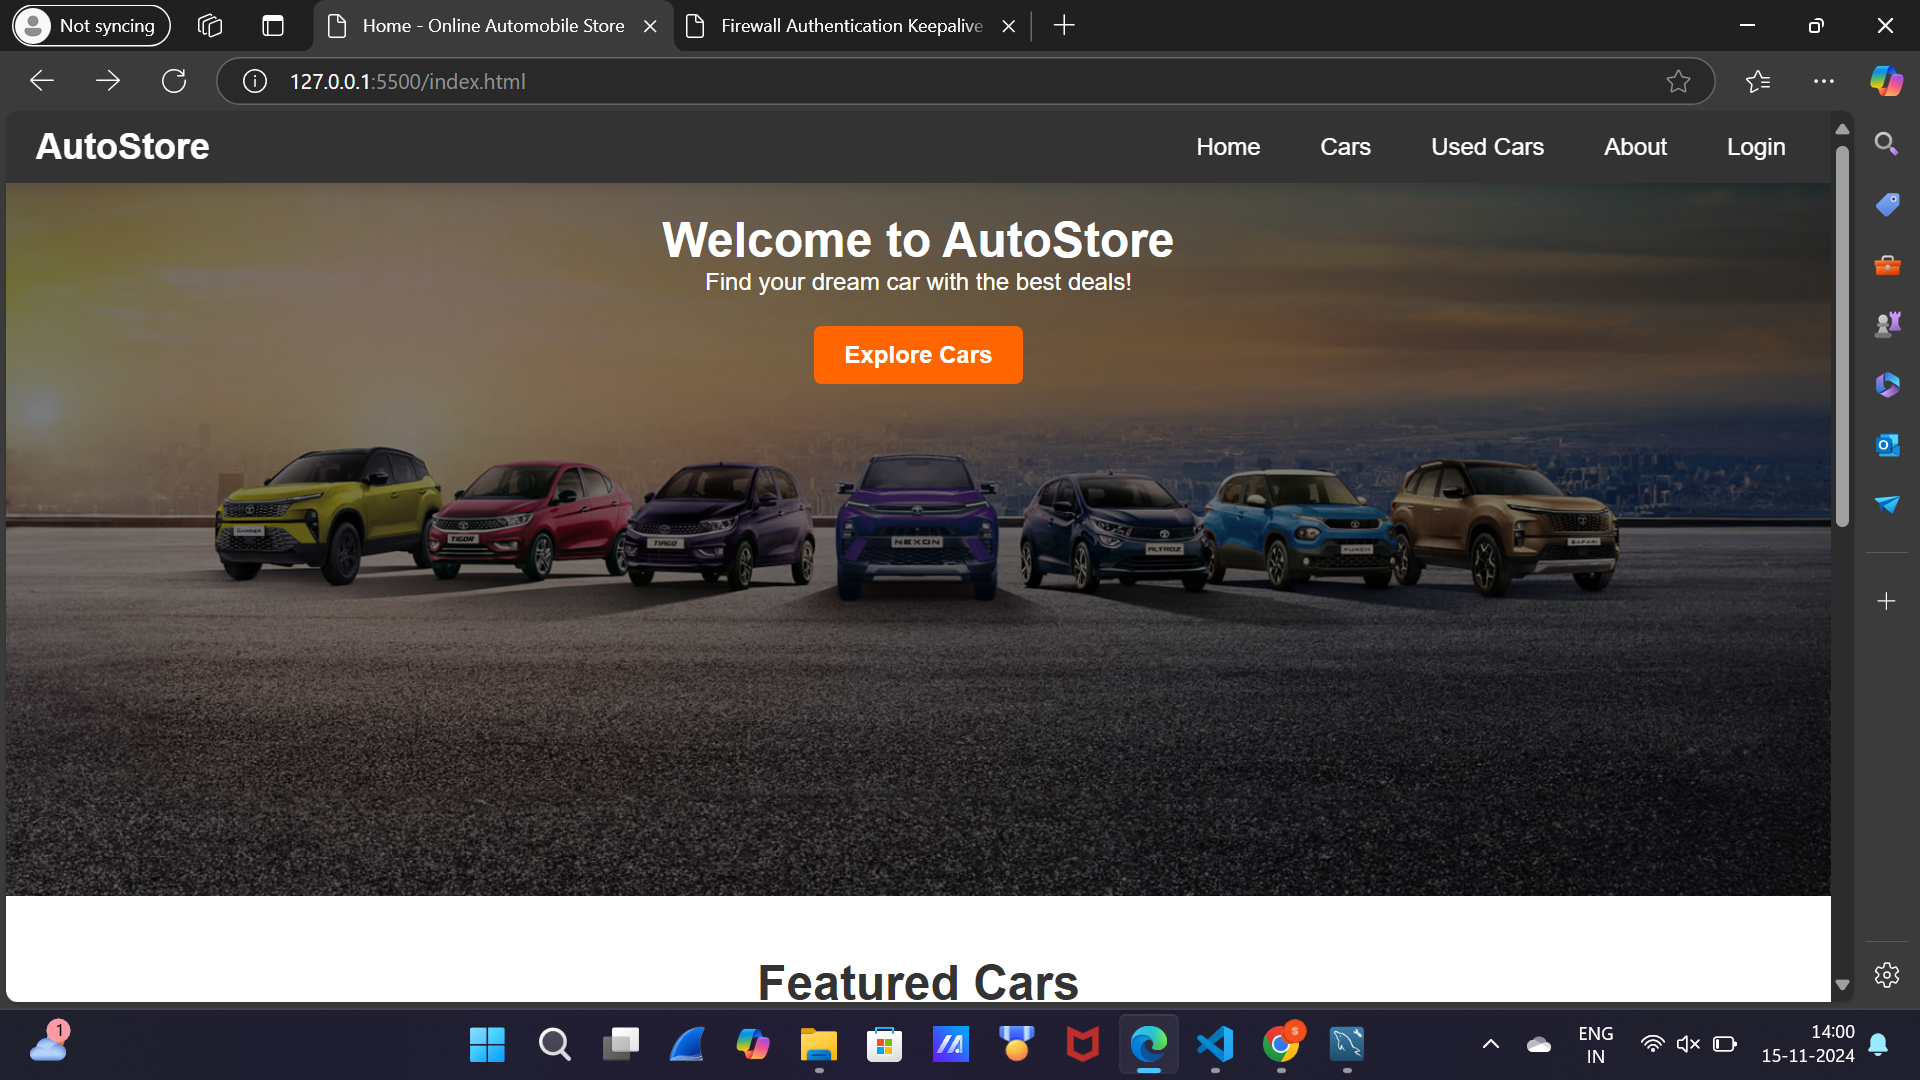 Not syncing
Home - Online Automobile Store
Firewall Authentication Keepalive
127.0.0.1:5500/index.html
AutoStore
Home
Cars
Used Cars
About
Login
Welcome to AutoStore
Find your dream car with the best deals!
Explore Cars
HARRIER
TIGOR
TIAGO
NEXON
ALTROZ
PUNCH
SAFARI
Featured Cars
1
S
ENG
IN
14:00
15-11-2024